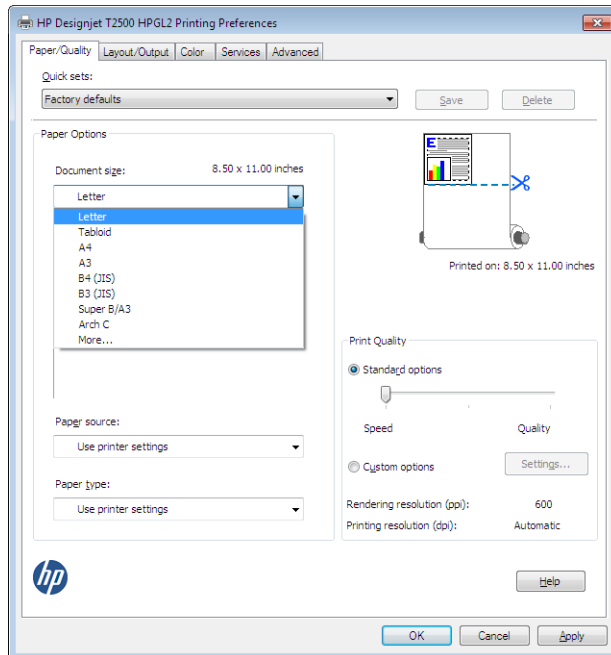 HP Designjet T2500 HPGL2 Printing Preferences
Paper/Quality Layout/Output Color Services Advanced
Quick sets:
Factory defaults Save Delete
Paper Options
Document size: 8.50 x 11.00 inches
Letter
Letter
Tabloid
A4
A3
B4 (JIS)
B3 (JIS)
Super B/A3
Arch C
More...
E
Printed on: 8.50 x 11.00 inches
Print Quality
Standard options
Speed Quality
Custom options Settings...
Rendering resolution (ppi): 600
Printing resolution (dpi): Automatic
Paper source:
Use printer settings
Paper type:
Use printer settings
hp
Help
OK Cancel Apply